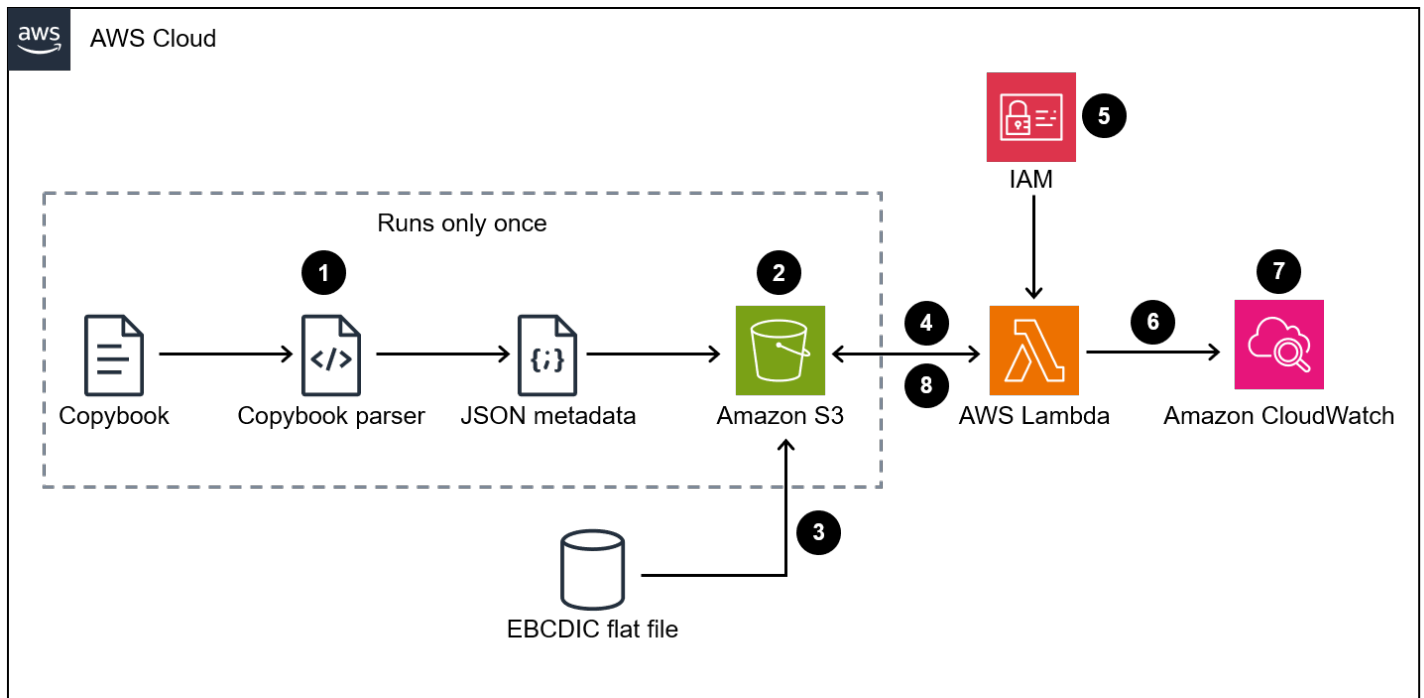 aws
AWS Cloud
5
IAM
Runs only once
1
2
7
4
6
</>
{;}
8
Copybook
Copybook parser
JSON metadata
Amazon S3
AWS Lambda
Amazon CloudWatch
3
EBCDIC flat file